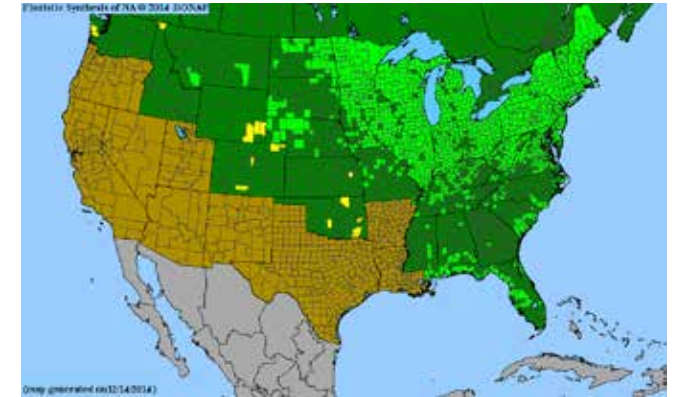 Floristic Synthesis of NA © 2014 BONAP
(map generated on 12/14/2014)